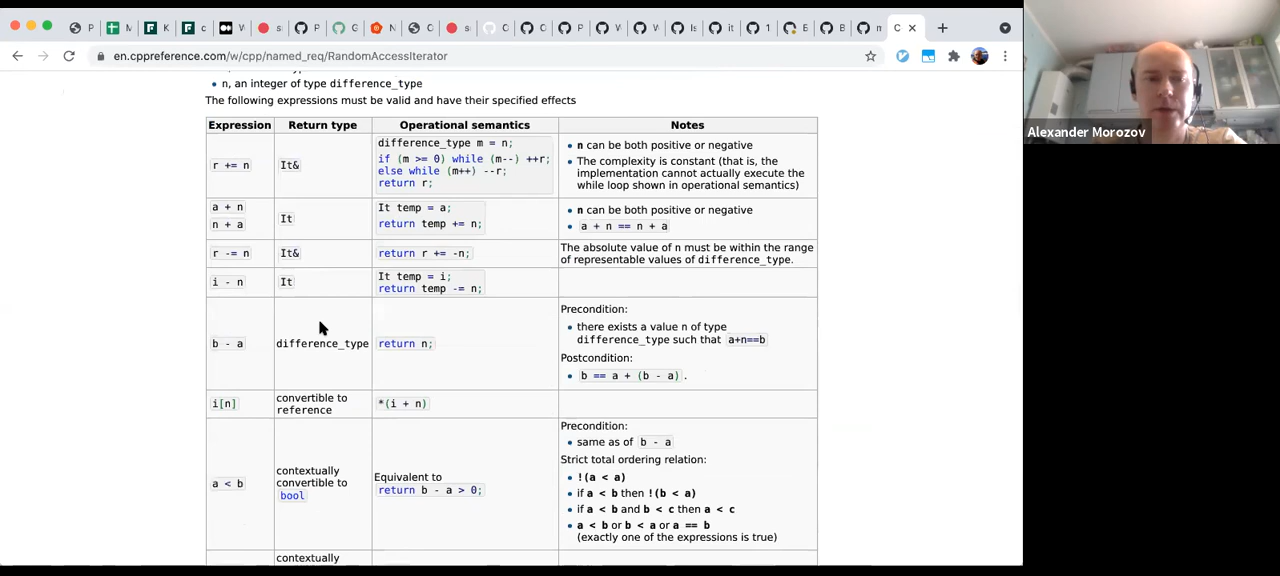 en.cppreference.com/w/cpp/named_req/RandomAccessIterator
• n, an integer of type difference_type
The following expressions must be valid and have their specified effects
Expression Return type Operational semantics Notes
r += n
It&
difference_type m = n;
if (m >= 0) while (m--) ++r;
else while (m++) --r;
return r;
• n can be both positive or negative
• The complexity is constant (that is, the
implementation cannot actually execute the
while loop shown in operational semantics)
a + n
n + a
It
It temp = a;
return temp += n;
• n can be both positive or negative
• a + n == n + a
r -= n
It&
return r += -n;
The absolute value of n must be within the range
of representable values of difference_type.
i - n
It
It temp = i;
return temp -= n;
b - a
difference_type
return n;
Precondition:
• there exists a value n of type
difference_type such that a+n==b
Postcondition:
• b == a + (b - a).
i[n]
convertible to
reference
*(i + n)
a < b
contextually
convertible to
bool
Equivalent to
return b - a > 0;
Precondition:
• same as of b - a
Strict total ordering relation:
• !(a < a)
• if a < b then !(b < a)
• if a < b and b < c then a < c
• a < b or b < a or a == b
(exactly one of the expressions is true)
contextually
Alexander Morozov